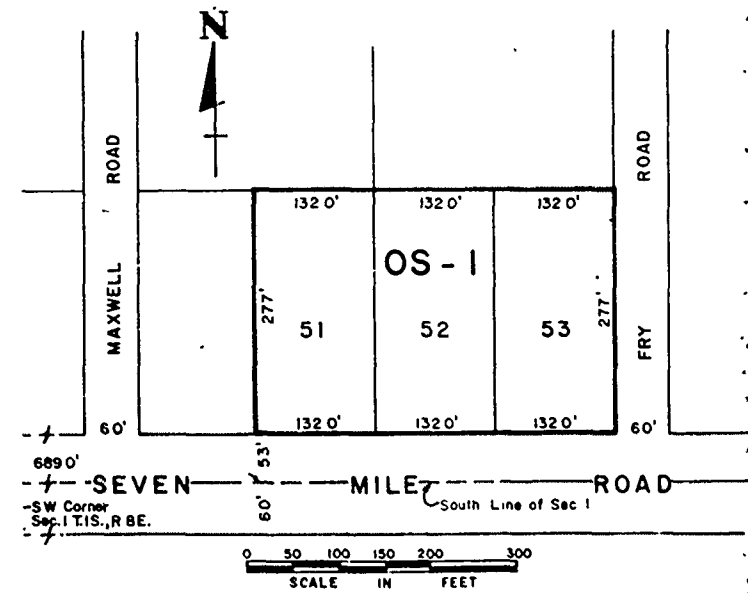 N
MAXWELL ROAD
FRY ROAD
132 0' 132 0' 132 0'
OS-1
277' 277'
51 52 53
132 0' 132 0' 132 0'
60' 60'
689 0'
53'
SEVEN MILE ROAD
60'
South Line of Sec 1
SW Corner
Sec. 1 T.1S., R 8E.
0 50 100 150 200 300
SCALE IN FEET